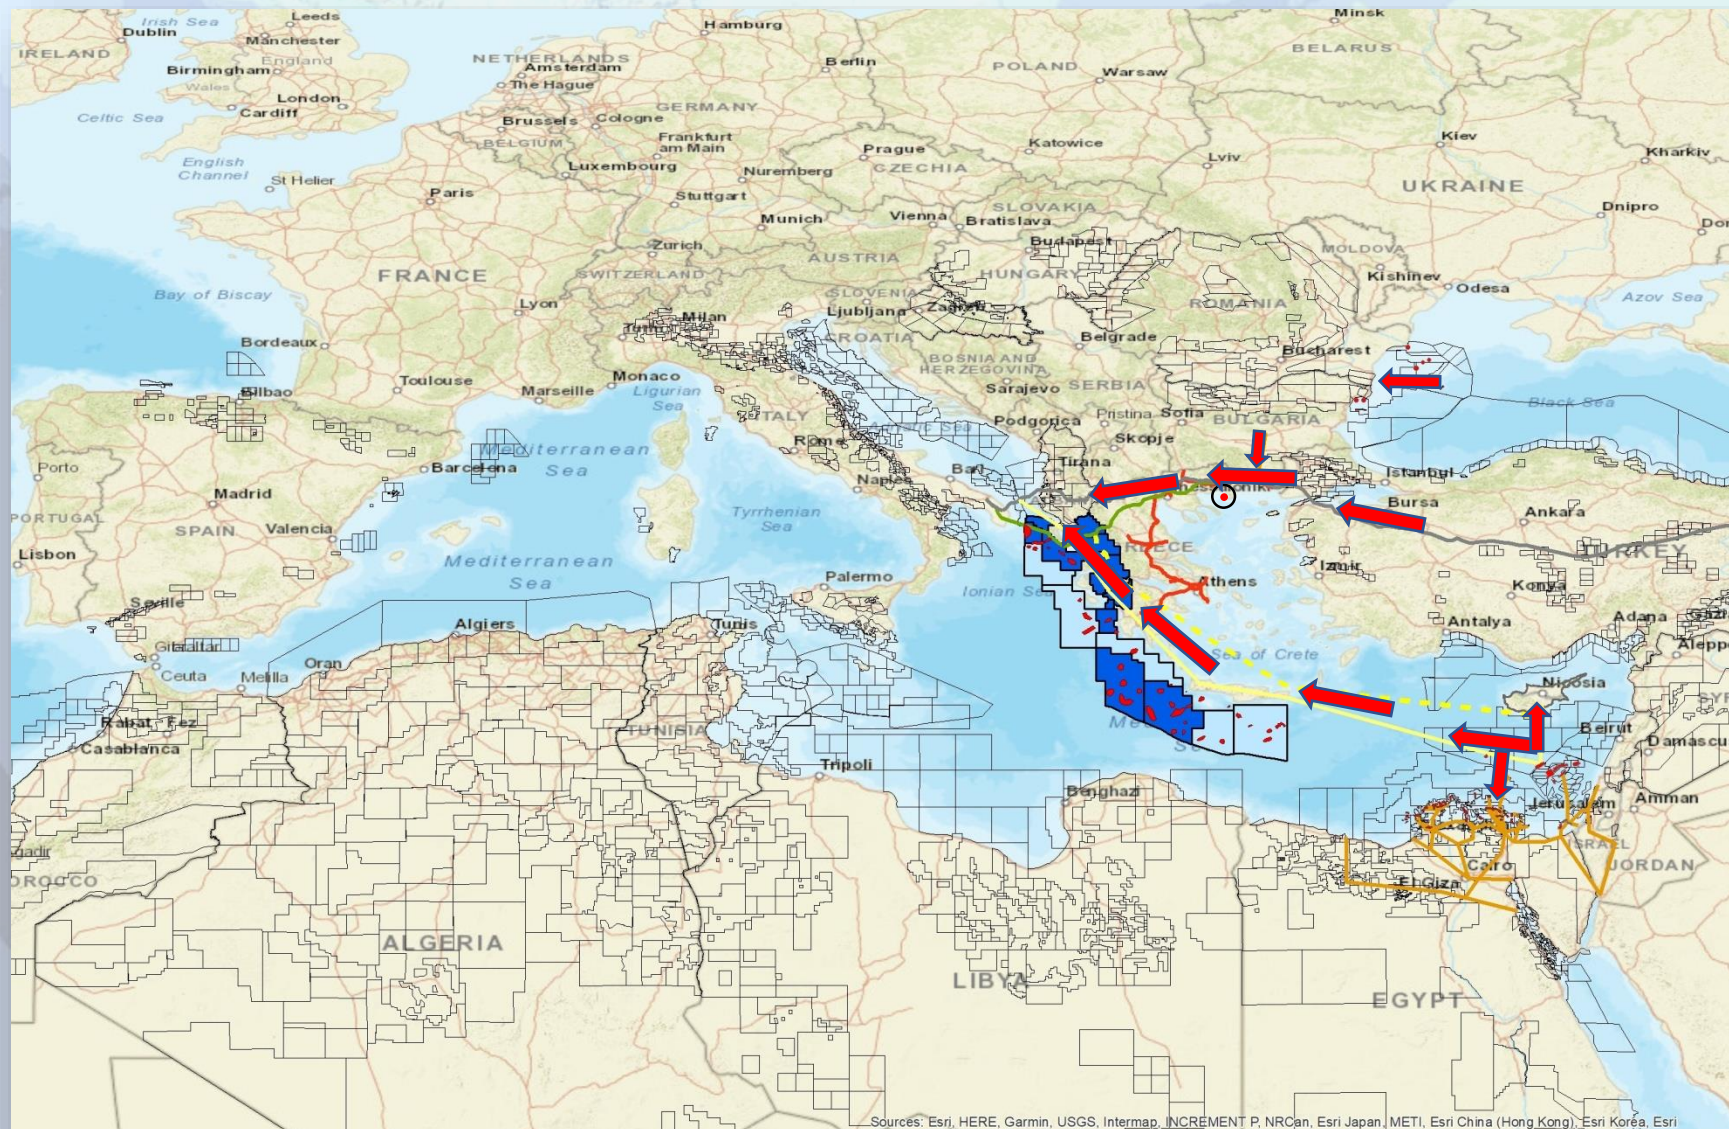 Irish Sea
Leeds
Dublin
Manchester
IRELAND
England
Birmingham
Wales
London
Cardiff
Celtic Sea
English
Channel
St Helier
Hamburg
NETHERLANDS
Amsterdam
The Hague
Berlin
POLAND
Warsaw
Minsk
BELARUS
GERMANY
Brussels
Cologne
BELGIUM
Frankfurt
am Main
Luxembourg
Prague
Katowice
Nuremberg
CZECHIA
Lviv
Kiev
Kharkiv
UKRAINE
Dnipro
Paris
Stuttgart
SLOVAKIA
Munich
Vienna
Bratislava
Zurich
AUSTRIA
Budapest
HUNGARY
MOLDOVA
Kishinev
Odesa
Azov Sea
FRANCE
SWITZERLAND
Bay of Biscay
Lyon
SLOVENIA
Ljubljana
Zagreb
ROMANIA
Milan
CROATIA
Bordeaux
Belgrade
Bucharest
BOSNIA AND
HERZEGOVINA
Toulouse
Marseille
Monaco
Ligurian
Sea
Sarajevo
SERBIA
Bilbao
Black Sea
ITALY
Podgorica
Pristina
Sofia
BULGARIA
Adriatic Sea
Rome
Skopje
Mediterranean
Sea
Porto
Barcelona
Bari
Tirana
Istanbul
Naples
Madrid
Bursa
Ankara
Tyrrhenian
Sea
PORTUGAL
SPAIN
Valencia
Lisbon
Mediterranean
Sea
TURKEY
Izmir
Athens
Konya
Palermo
Seville
Adana
Algiers
Tunis
Antalya
Gibraltar
Ceuta
Oran
Sea of Crete
Melilla
Nicosia
Rabat
Fez
TUNISIA
Beirut
Casablanca
Tripoli
Benghazi
Jerusalem
Amman
ISRAEL
Cairo
JORDAN
El Giza
ALGERIA
LIBYA
EGYPT
Sources: Esri, HERE, Garmin, USGS, Intermap, INCREMENT P, NRCan, Esri Japan, METI, Esri China (Hong Kong), Esri Korea, Esri